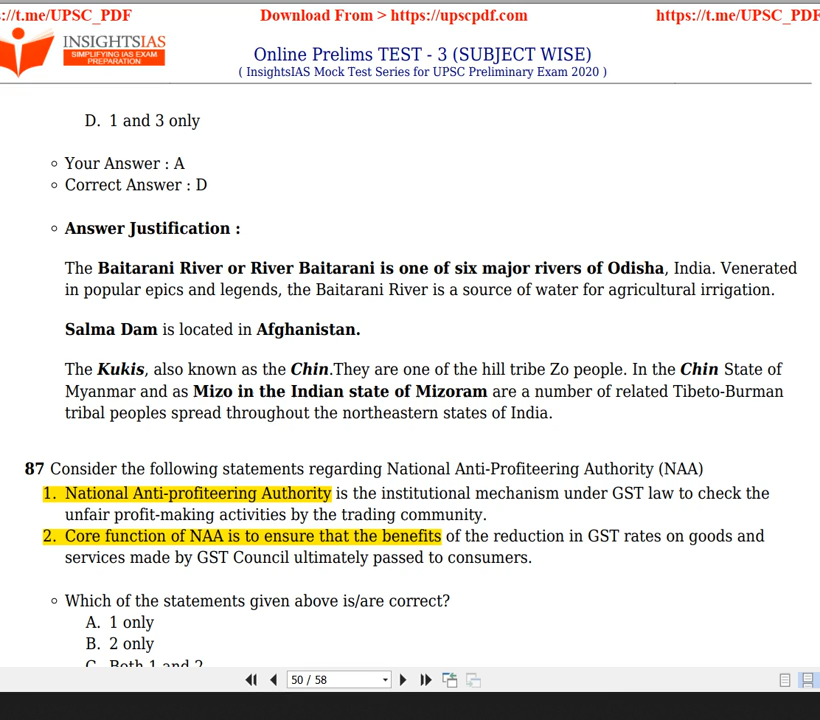 ://t.me/UPSC_PDF Download From > https://upscpdf.com https://t.me/UPSC_PDF
INSIGHTSIAS
SIMPLIFYING IAS EXAM PREPARATION
Online Prelims TEST - 3 (SUBJECT WISE)
( InsightsIAS Mock Test Series for UPSC Preliminary Exam 2020 )
D. 1 and 3 only
Your Answer : A
Correct Answer : D
Answer Justification :
The Baitarani River or River Baitarani is one of six major rivers of Odisha, India. Venerated
in popular epics and legends, the Baitarani River is a source of water for agricultural irrigation.
Salma Dam is located in Afghanistan.
The Kukis, also known as the Chin.They are one of the hill tribe Zo people. In the Chin State of
Myanmar and as Mizo in the Indian state of Mizoram are a number of related Tibeto-Burman
tribal peoples spread throughout the northeastern states of India.
87 Consider the following statements regarding National Anti-Profiteering Authority (NAA)
1. National Anti-profiteering Authority is the institutional mechanism under GST law to check the
unfair profit-making activities by the trading community.
2. Core function of NAA is to ensure that the benefits of the reduction in GST rates on goods and
services made by GST Council ultimately passed to consumers.
Which of the statements given above is/are correct?
A. 1 only
B. 2 only
C. Both 1 and 2
50 / 58